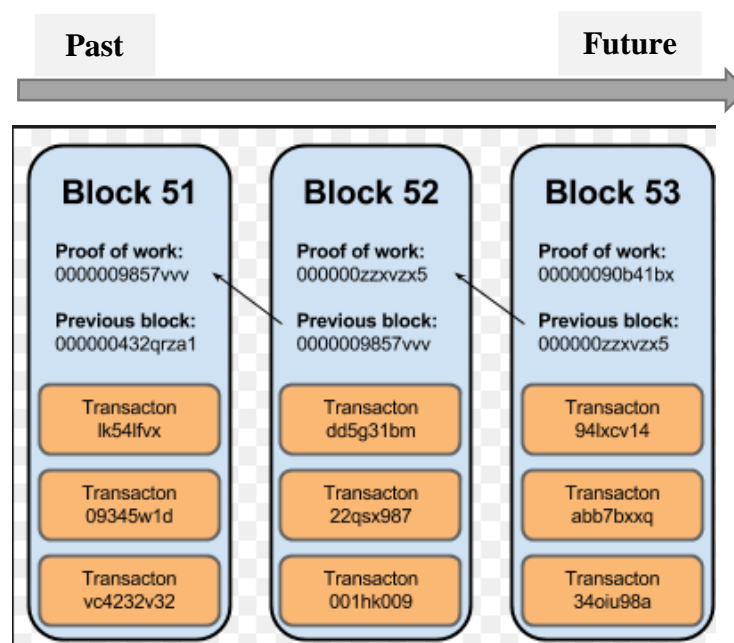 Past
Future
Block 51
Proof of work:
0000009857vvv
Previous block:
000000432qrza1
Transacton
lk54lfvx
Transacton
09345w1d
Transacton
vc4232v32
Block 52
Proof of work:
000000zzxvzx5
Previous block:
0000009857vvv
Transacton
dd5g31bm
Transacton
22qsx987
Transacton
001hk009
Block 53
Proof of work:
00000090b41bx
Previous block:
000000zzxvzx5
Transacton
94lxcv14
Transacton
abb7bxxq
Transacton
34oiu98a